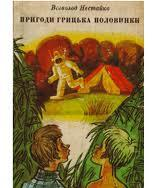 Всеволод Нестайко
ПРИГОДИ ГРИЦЬКА ПОЛОВИНКИ